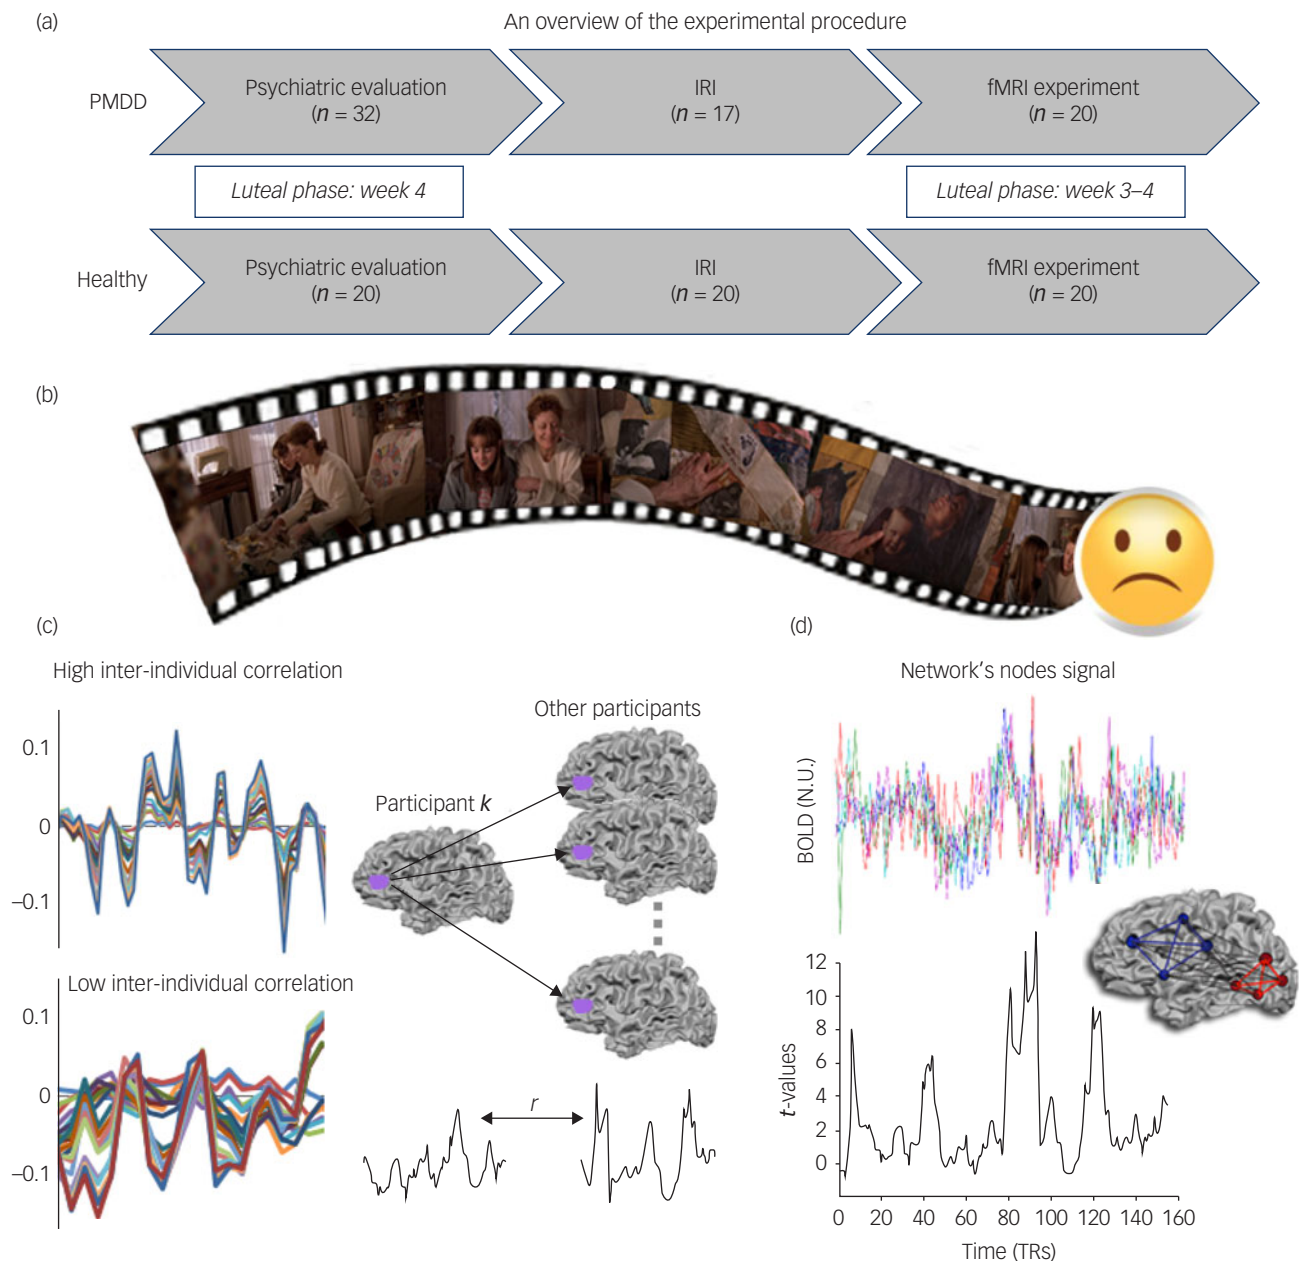 (a)
An overview of the experimental procedure
PMDD
Psychiatric evaluation
(n = 32)
IRI
(n = 17)
fMRI experiment
(n = 20)
Luteal phase: week 4
Luteal phase: week 3–4
Healthy
Psychiatric evaluation
(n = 20)
IRI
(n = 20)
fMRI experiment
(n = 20)
(b)
(c)
High inter-individual correlation
0.1
0
–0.1
Low inter-individual correlation
0.1
0
–0.1
Participant k
Other participants
r
(d)
Network's nodes signal
BOLD (N.U.)
t-values
12
10
8
6
4
2
0
0 20 40 60 80 100 120 140 160
Time (TRs)